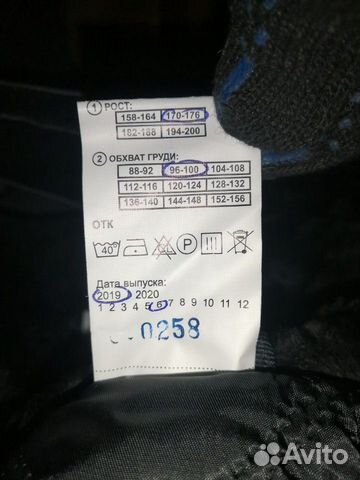 1 РОСТ:
158-164 170-176
182-188 194-200
2 ОБХВАТ ГРУДИ:
88-92 96-100 104-108
112-116 120-124 128-132
136-140 144-148 152-156
ОТК
40° P
Дата выпуска:
2019 2020
1 2 3 4 5 6 7 8 9 10 11 12
0258
Avito